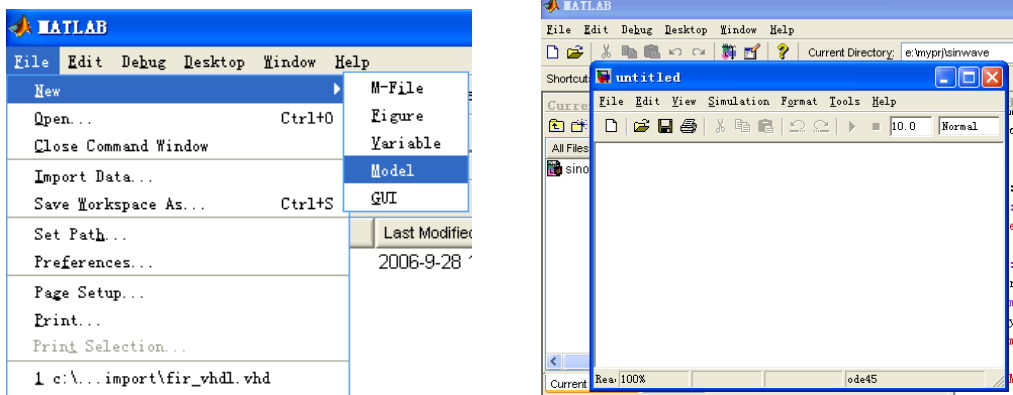 MATLAB
File Edit Debug Desktop Window Help
New
M-File
Open... Ctrl+O
Figure
Close Command Window
Variable
Import Data...
Model
Save Workspace As... Ctrl+S
GUI
Set Path...
Last Modified
Preferences...
2006-9-28
Page Setup...
Print...
Print Selection...
1 c:\...import\fir_vhdl.vhd
MATLAB
File Edit Debug Desktop Window Help
Current Directory: e:\myprj\sinwave
Shortcut
untitled
Curre
File Edit View Simulation Format Tools Help
10.0 Normal
All Files
sino
Current
Rea 100% ode45